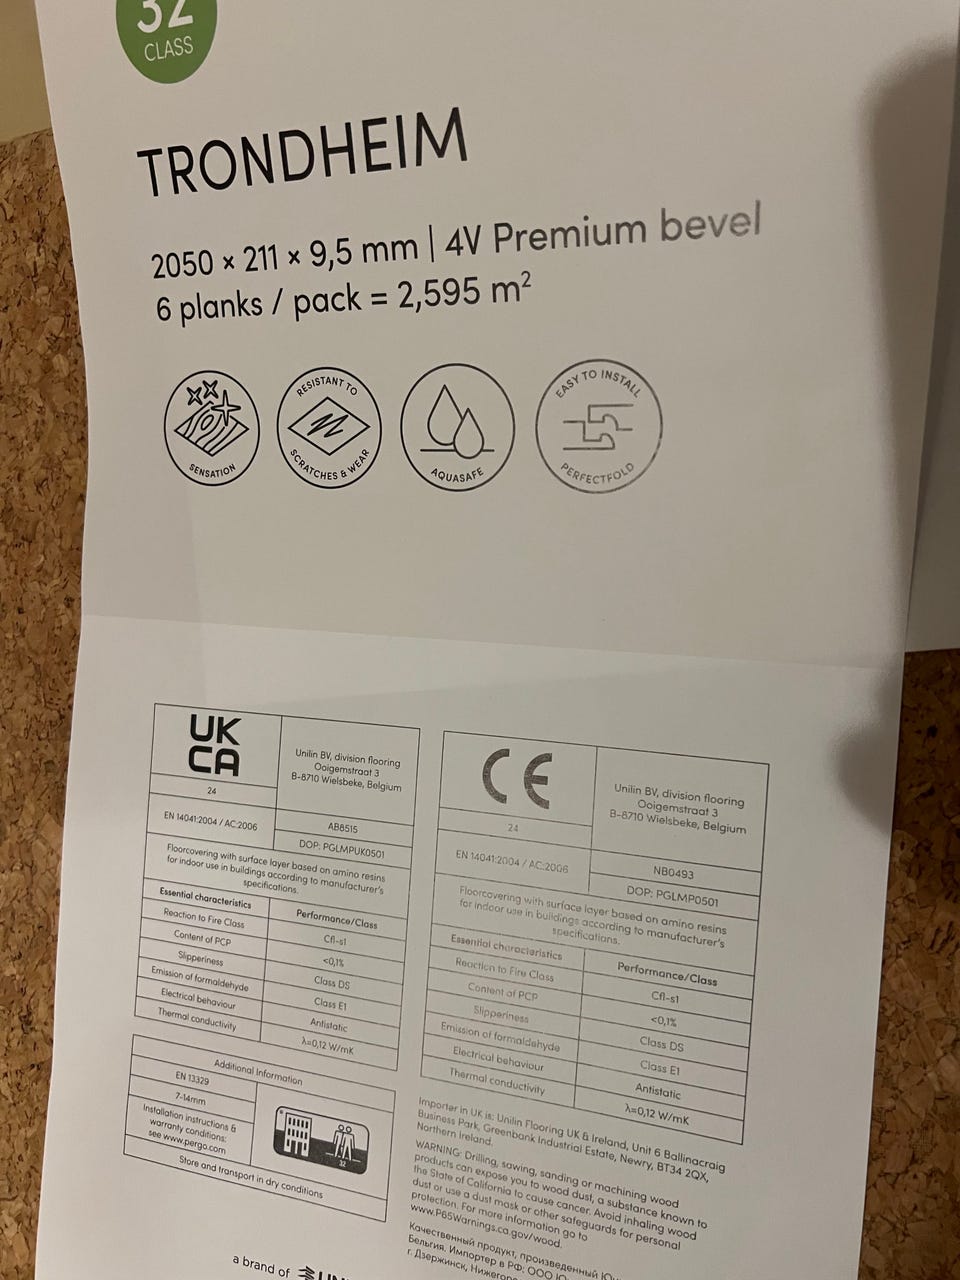 32
CLASS
TRONDHEIM
2050 × 211 × 9,5 mm | 4V Premium bevel
6 planks / pack = 2,595 m²
SENSATION
RESISTANT TO
SCRATCHES & WEAR
AQUASAFE
EASY TO INSTALL
PERFECTFOLD
UK
CA
24
Unilin BV, division flooring
Ooigemstraat 3
B-8710 Wielsbeke, Belgium
EN 14041:2004 / AC:2006
AB8515
DOP: PGLMPUK0501
Floorcovering with surface layer based on amino resins
for indoor use in buildings according to manufacturer's
specifications.
Essential characteristics
Performance/Class
Reaction to Fire Class
Cfl-s1
Content of PCP
<0,1%
Slipperiness
Class DS
Emission of formaldehyde
Class E1
Electrical behaviour
Antistatic
Thermal conductivity
λ=0,12 W/mK
Additional Information
EN 13329
7-14mm
Installation instructions &
warranty conditions:
see www.pergo.com
32
Store and transport in dry conditions
CE
24
Unilin BV, division flooring
Ooigemstraat 3
B-8710 Wielsbeke, Belgium
EN 14041:2004 / AC:2006
NB0493
DOP: PGLMP0501
Floorcovering with surface layer based on amino resins
for indoor use in buildings according to manufacturer's
specifications.
Essential characteristics
Performance/Class
Reaction to Fire Class
Cfl-s1
Content of PCP
<0,1%
Slipperiness
Class DS
Emission of formaldehyde
Class E1
Electrical behaviour
Antistatic
Thermal conductivity
λ=0,12 W/mK
Importer in UK is: Unilin Flooring UK & Ireland, Unit 6 Ballinacraig
Business Park, Greenbank Industrial Estate, Newry, BT34 2QX,
Northern Ireland.
WARNING: Drilling, sawing, sanding or machining wood
products can expose you to wood dust, a substance known to
the State of California to cause cancer. Avoid inhaling wood
dust or use a dust mask or other safeguards for personal
protection. For more information go to
www.P65Warnings.ca.gov/wood.
Качественный продукт, произведенный
Бельгия. Импортер в РФ: ООО
г. Дзержинск,
a brand of